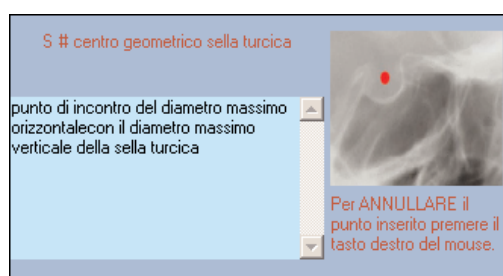 S # centro geometrico sella turcica
punto di incontro del diametro massimo
orizzontalecon il diametro massimo
verticale della sella turcica
Per ANNULLARE il
punto inserito premere il
tasto destro del mouse.